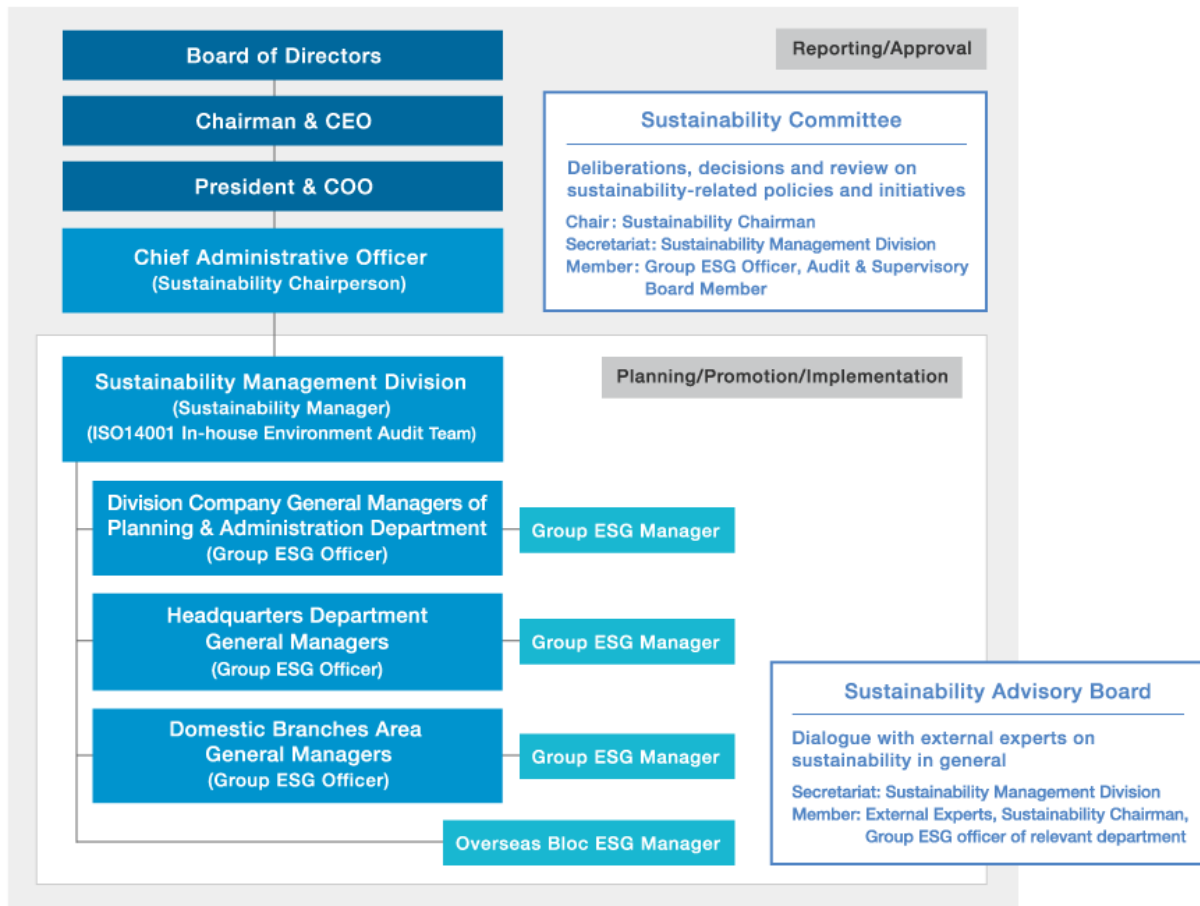 Board of Directors
Reporting/Approval
Chairman & CEO
President & COO
Chief Administrative Officer
(Sustainability Chairperson)
Sustainability Committee
Deliberations, decisions and review on
sustainability-related policies and initiatives
Chair: Sustainability Chairman
Secretariat: Sustainability Management Division
Member: Group ESG Officer, Audit & Supervisory
Board Member
Planning/Promotion/Implementation
Sustainability Management Division
(Sustainability Manager)
(ISO14001 In-house Environment Audit Team)
Division Company General Managers of
Planning & Administration Department
(Group ESG Officer)
Group ESG Manager
Headquarters Department
General Managers
(Group ESG Officer)
Group ESG Manager
Domestic Branches Area
General Managers
(Group ESG Officer)
Group ESG Manager
Overseas Bloc ESG Manager
Sustainability Advisory Board
Dialogue with external experts on
sustainability in general
Secretariat: Sustainability Management Division
Member: External Experts, Sustainability Chairman,
Group ESG officer of relevant department